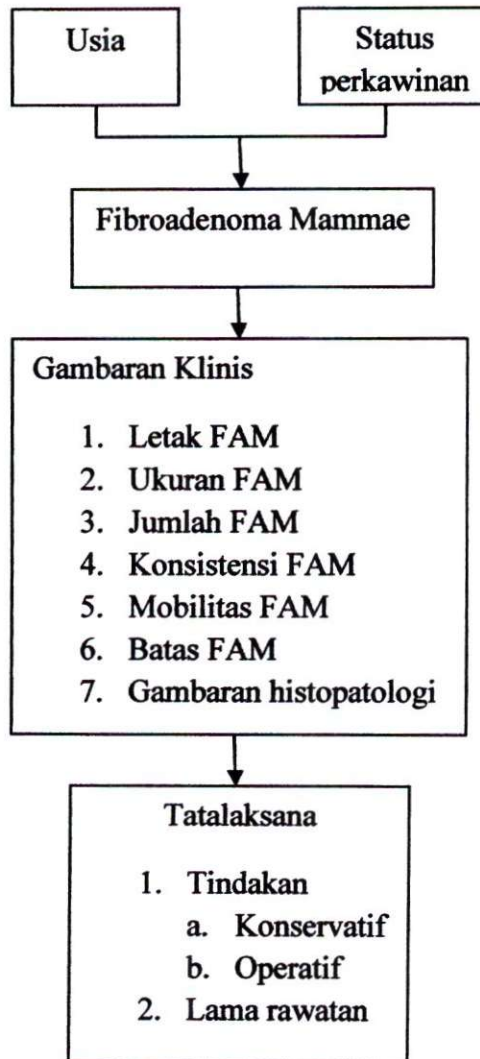 Usia
Status
perkawinan
Fibroadenoma Mammae
Gambaran Klinis
1. Letak FAM
2. Ukuran FAM
3. Jumlah FAM
4. Konsistensi FAM
5. Mobilitas FAM
6. Batas FAM
7. Gambaran histopatologi
Tatalaksana
1. Tindakan
a. Konservatif
b. Operatif
2. Lama rawatan